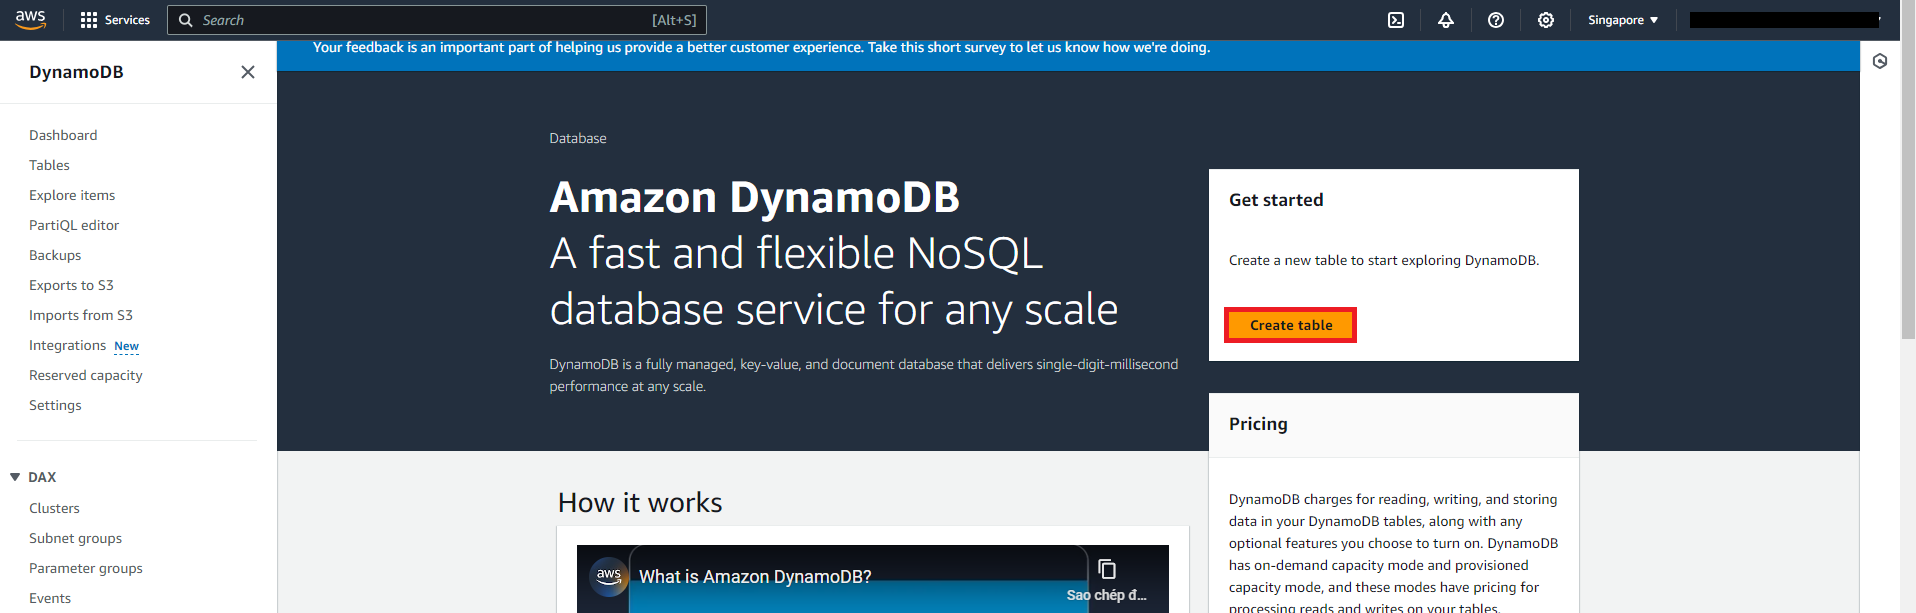 aws
Services
Search
[Alt+S]
Singapore
Your feedback is an important part of helping us provide a better customer experience. Take this short survey to let us know how we're doing.
DynamoDB
Dashboard
Tables
Explore items
PartiQL editor
Backups
Exports to S3
Imports from S3
Integrations New
Reserved capacity
Settings
DAX
Clusters
Subnet groups
Parameter groups
Events
Database
Amazon DynamoDB
A fast and flexible NoSQL
database service for any scale
DynamoDB is a fully managed, key-value, and document database that delivers single-digit-millisecond
performance at any scale.
Get started
Create a new table to start exploring DynamoDB.
Create table
Pricing
DynamoDB charges for reading, writing, and storing
data in your DynamoDB tables, along with any
optional features you choose to turn on. DynamoDB
has on-demand capacity mode and provisioned
capacity mode, and these modes have pricing for
processing reads and writes on your tables.
How it works
aws
What is Amazon DynamoDB?
Sao chép đ...